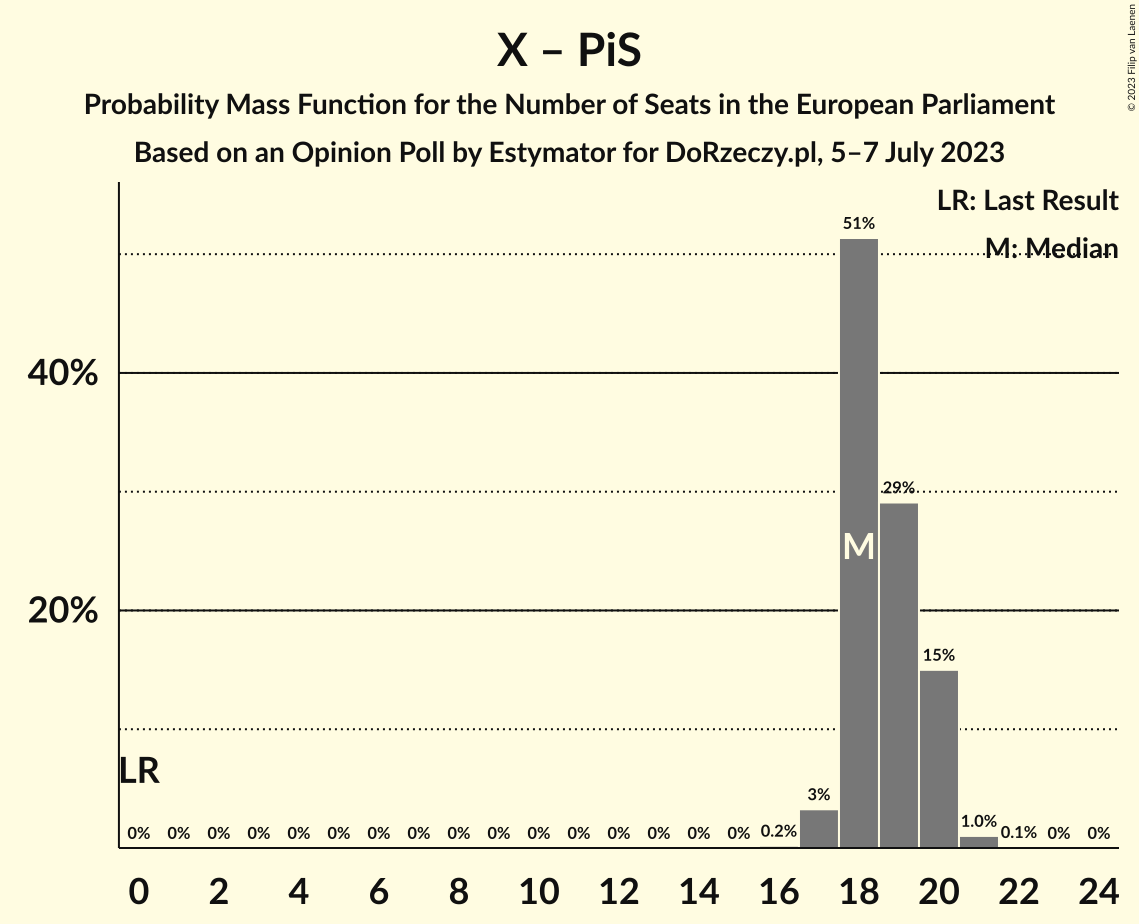 X – PiS
Probability Mass Function for the Number of Seats in the European Parliament
Based on an Opinion Poll by Estymator for DoRzeczy.pl, 5–7 July 2023
© 2023 Filip van Laenen
LR: Last Result
M: Median
51%
40%
29%
M
20%
15%
LR
3%
0% 0% 0% 0% 0% 0% 0% 0% 0% 0% 0% 0% 0% 0% 0% 0% 0.2% 1.0% 0.1% 0% 0%
0 2 4 6 8 10 12 14 16 18 20 22 24